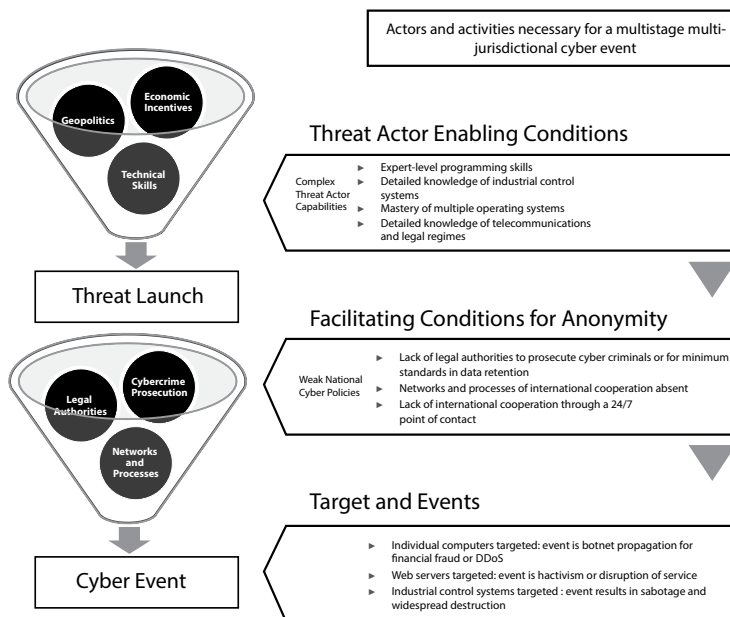 Actors and activities necessary for a multistage multi-
jurisdictional cyber event
Economic
Incentives
Geopolitics
Technical
Skills
Threat Launch
Threat Actor Enabling Conditions
Complex
Threat Actor
Capabilities
► Expert-level programming skills
► Detailed knowledge of industrial control
systems
► Mastery of multiple operating systems
► Detailed knowledge of telecommunications
and legal regimes
Facilitating Conditions for Anonymity
Cybercrime
Prosecution
Legal
Authorities
Networks
and
Processes
Weak National
Cyber Policies
► Lack of legal authorities to prosecute cyber criminals or for minimum
standards in data retention
► Networks and processes of international cooperation absent
► Lack of international cooperation through a 24/7
point of contact
Cyber Event
Target and Events
► Individual computers targeted: event is botnet propagation for
financial fraud or DDoS
► Web servers targeted: event is hactivism or disruption of service
► Industrial control systems targeted : event results in sabotage and
widespread destruction